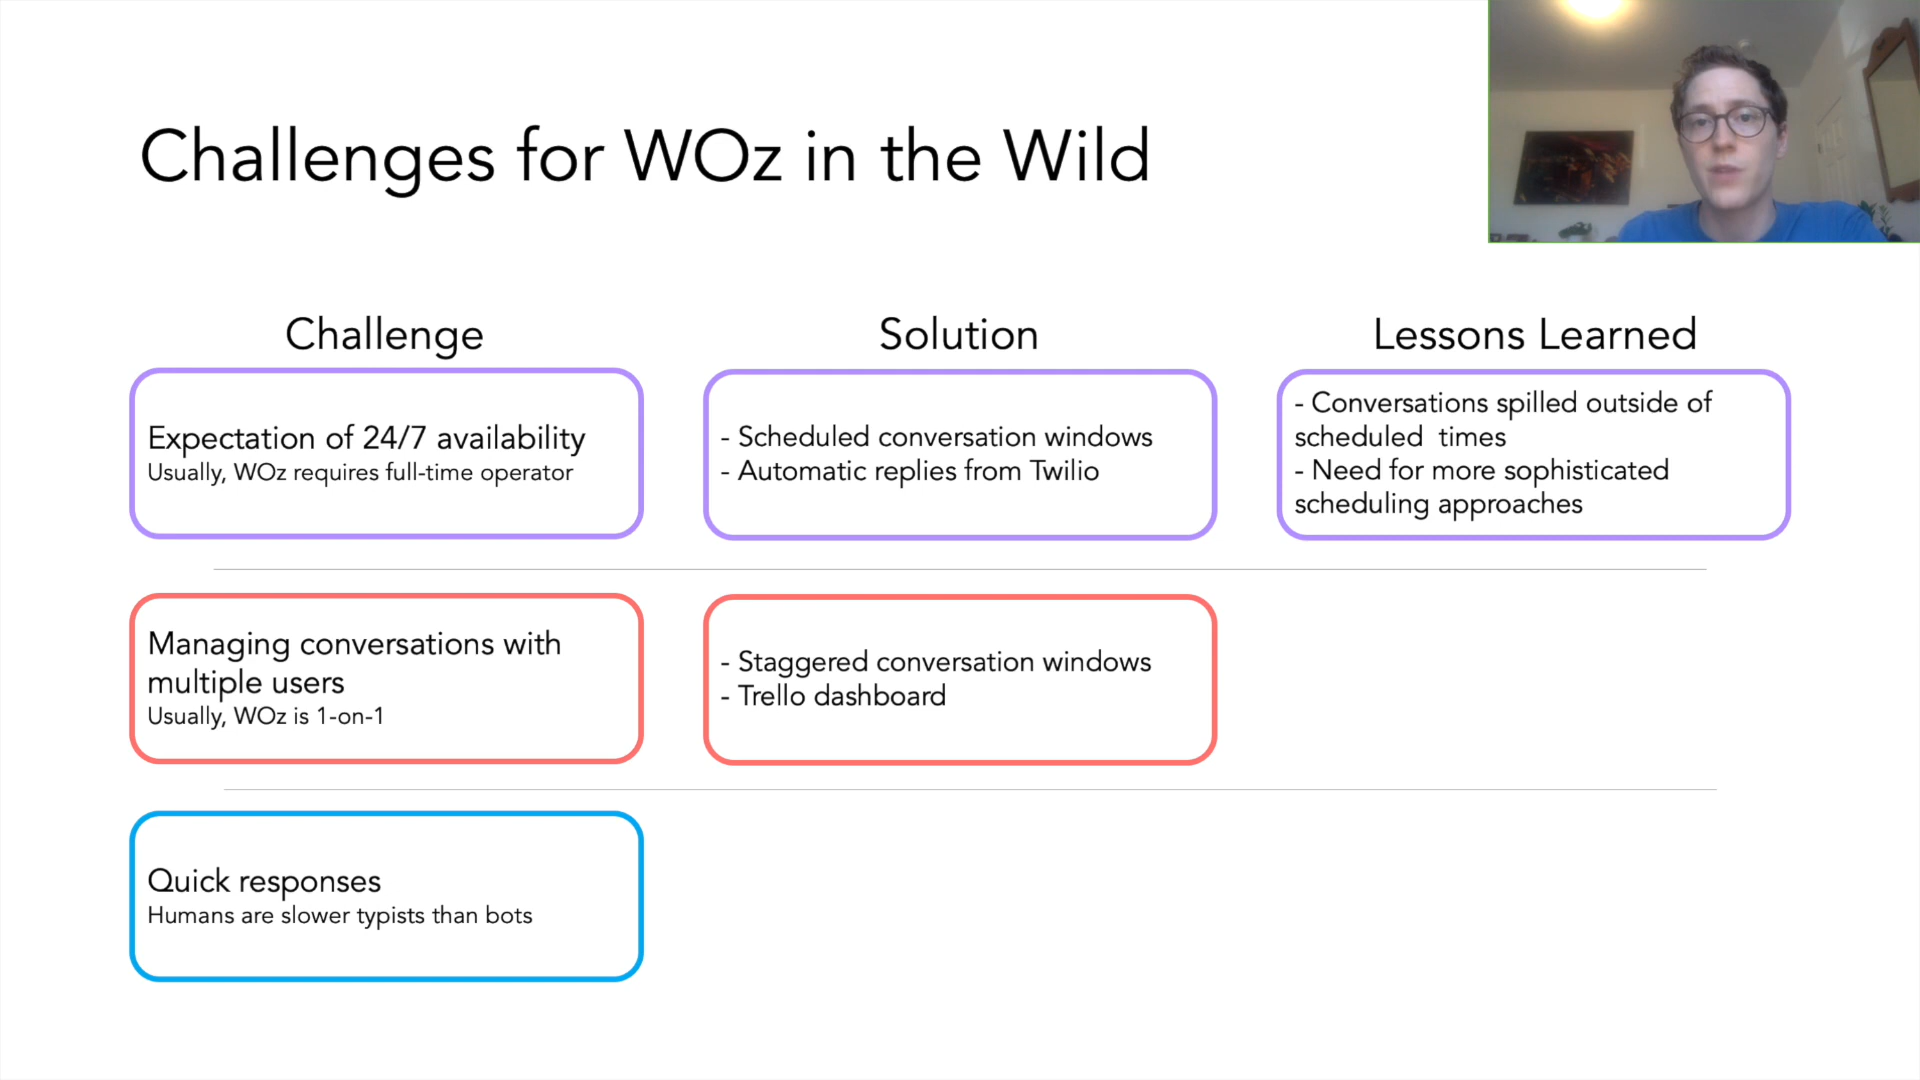 Challenges for WOz in the Wild
Challenge
Solution
Lessons Learned
Expectation of 24/7 availability
Usually, WOz requires full-time operator
- Scheduled conversation windows
- Automatic replies from Twilio
- Conversations spilled outside of
scheduled times
- Need for more sophisticated
scheduling approaches
Managing conversations with
multiple users
Usually, WOz is 1-on-1
- Staggered conversation windows
- Trello dashboard
Quick responses
Humans are slower typists than bots